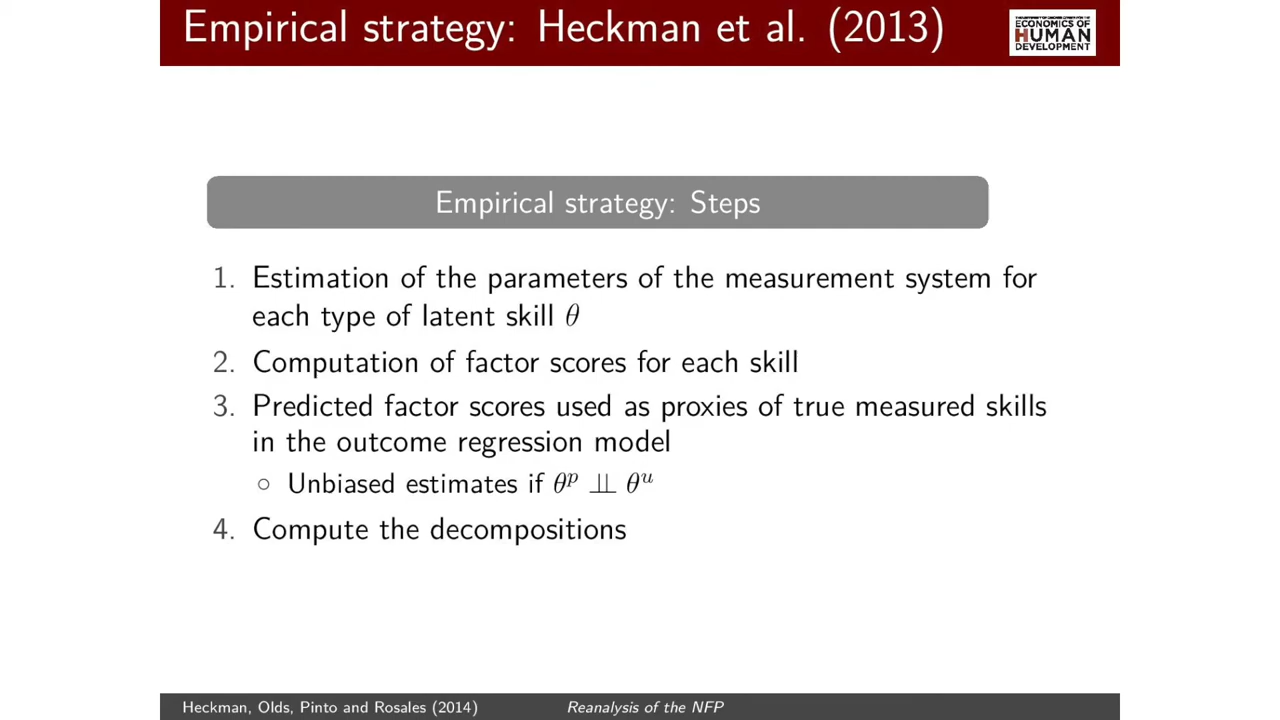 Empirical strategy: Heckman et al. (2013)
ECONOMICS OF
HUMAN
DEVELOPMENT
Empirical strategy: Steps
1. Estimation of the parameters of the measurement system for
each type of latent skill θ
2. Computation of factor scores for each skill
3. Predicted factor scores used as proxies of true measured skills
in the outcome regression model
○ Unbiased estimates if θᵖ ⫫ θᵘ
4. Compute the decompositions
Heckman, Olds, Pinto and Rosales (2014) Reanalysis of the NFP